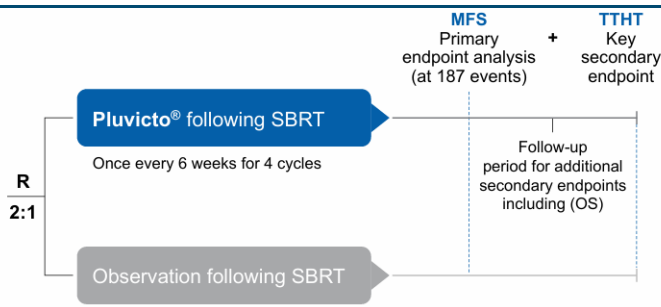 MFS
Primary
endpoint analysis
(at 187 events)
+
TTHT
Key
secondary
endpoint
Pluvicto® following SBRT
Once every 6 weeks for 4 cycles
Follow-up
period for additional
secondary endpoints
including (OS)
R
2:1
Observation following SBRT